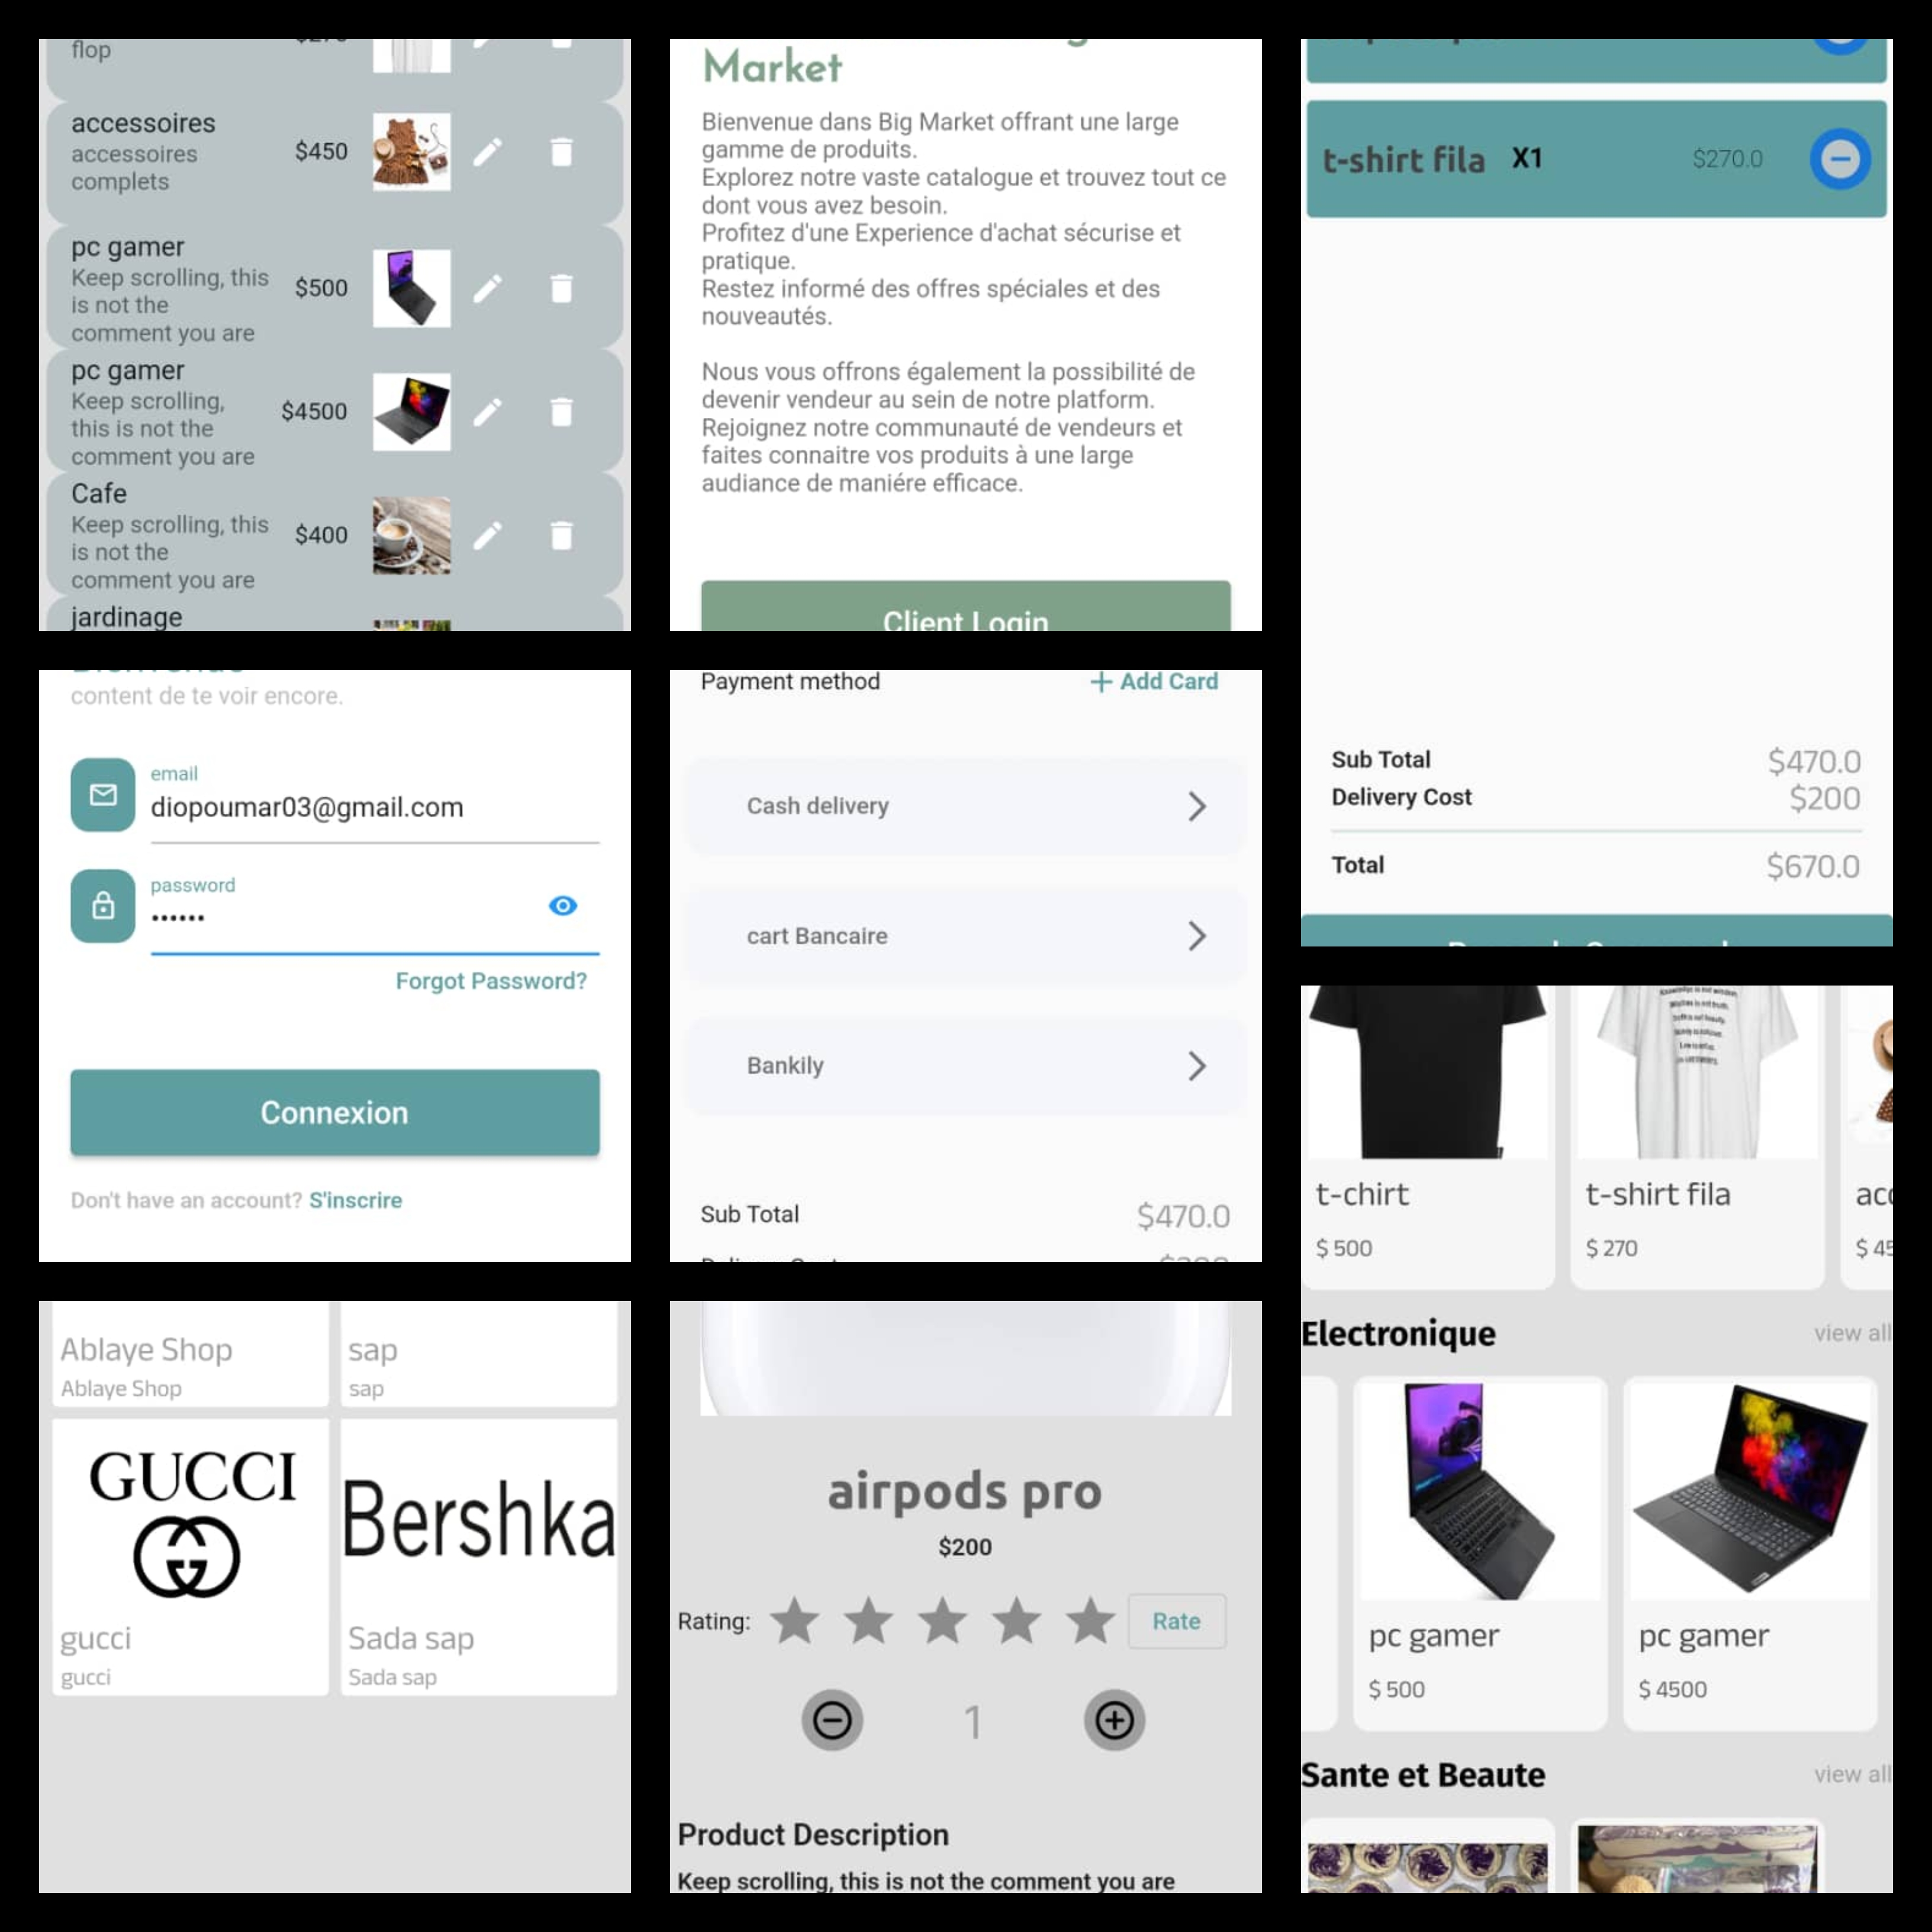 flop
accessoires
accessoires
complets
$450
pc gamer
Keep scrolling, this
is not the
comment you are
$500
pc gamer
Keep scrolling,
this is not the
comment you are
$4500
Cafe
Keep scrolling, this
is not the
comment you are
$400
jardinage
Market
Bienvenue dans Big Market offrant une large
gamme de produits.
Explorez notre vaste catalogue et trouvez tout ce
dont vous avez besoin.
Profitez d'une Experience d'achat sécurise et
pratique.
Restez informé des offres spéciales et des
nouveautés.
Nous vous offrons également la possibilité de
devenir vendeur au sein de notre platform.
Rejoignez notre communauté de vendeurs et
faites connaitre vos produits à une large
audiance de maniére efficace.
Client Login
t-shirt fila X1 $270.0
Sub Total $470.0
Delivery Cost $200
Total $670.0
content de te voir encore.
email
diopoumar03@gmail.com
password
••••••
Forgot Password?
Connexion
Don't have an account? S'inscrire
Payment method + Add Card
Cash delivery
cart Bancaire
Bankily
Sub Total $470.0
t-chirt
$ 500
t-shirt fila
$ 270
Electronique view all
pc gamer
$ 500
pc gamer
$ 4500
Sante et Beaute view all
Ablaye Shop
Ablaye Shop
sap
sap
GUCCI
gucci
gucci
Bershka
Sada sap
Sada sap
airpods pro
$200
Rating: Rate
1
Product Description
Keep scrolling, this is not the comment you are